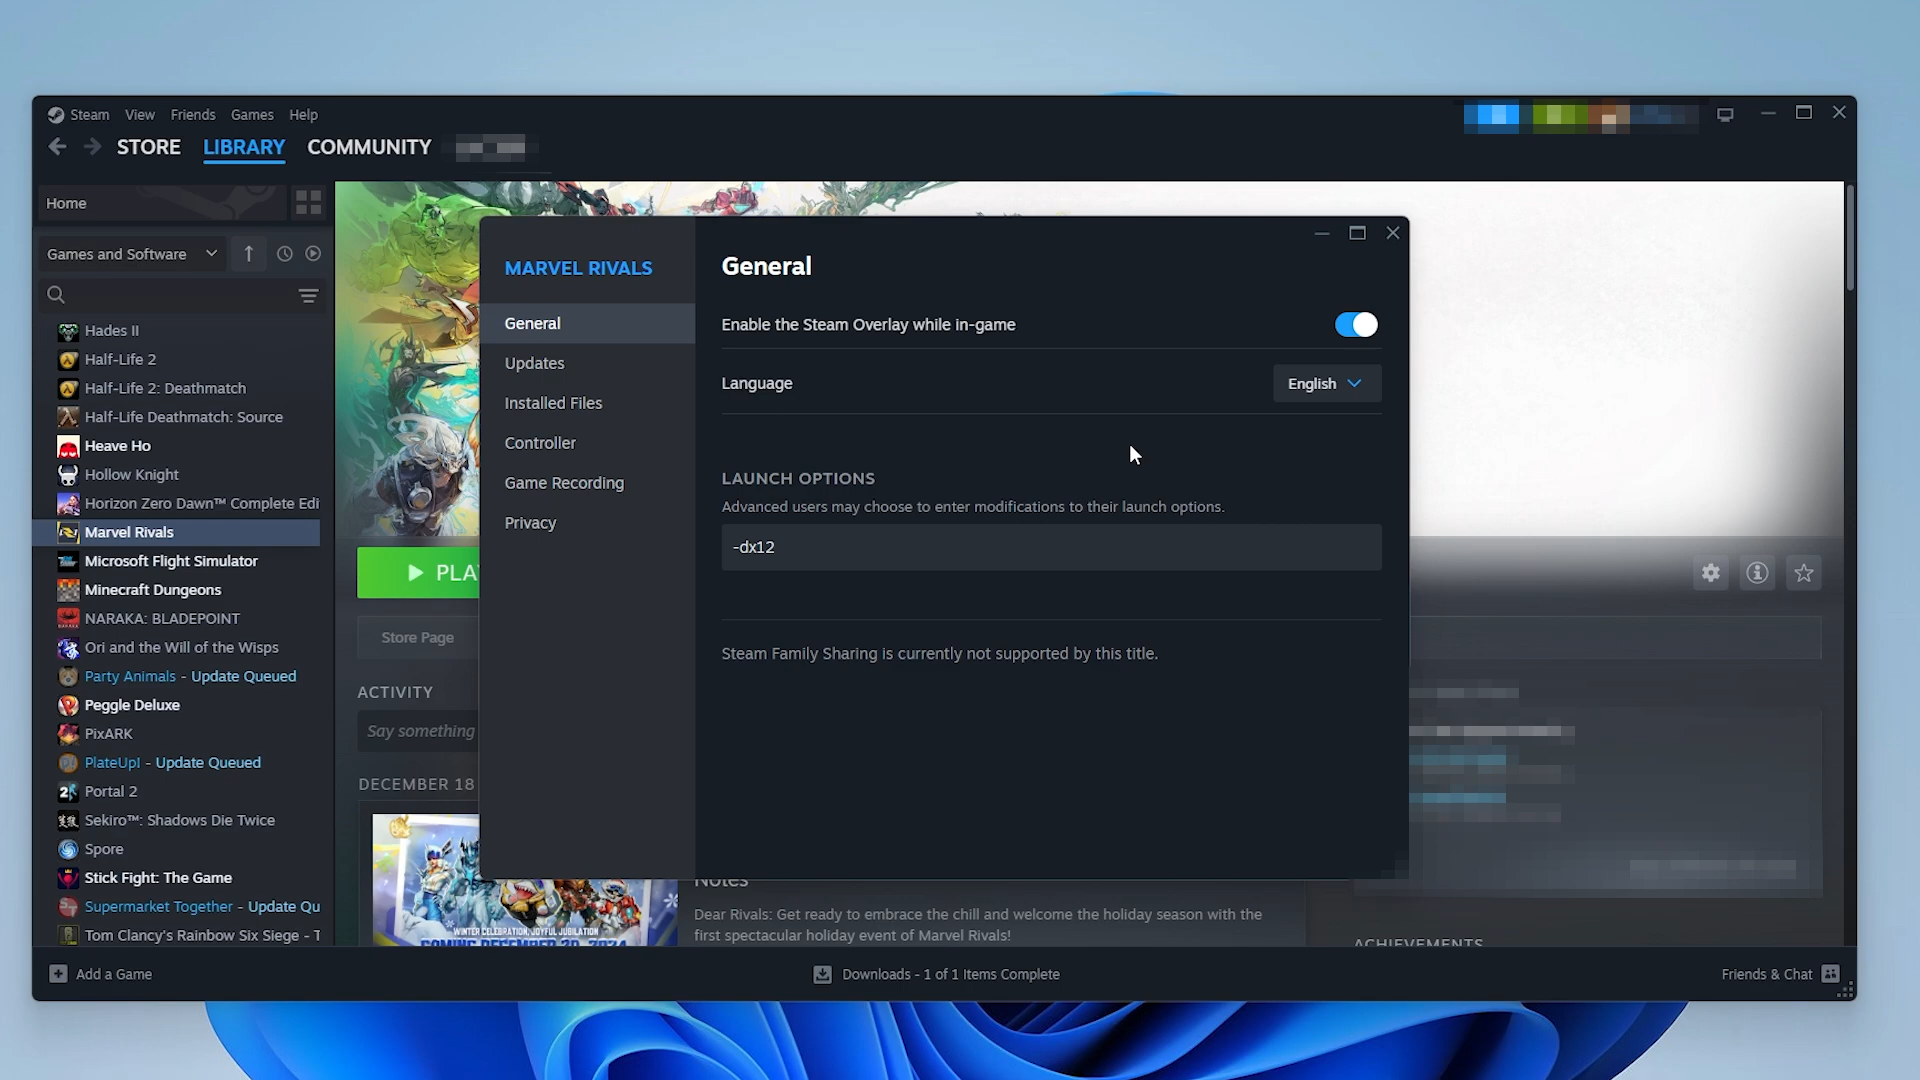 Steam View Friends Games Help
STORE LIBRARY COMMUNITY
Home
Games and Software
Hades II
Half-Life 2
Half-Life 2: Deathmatch
Half-Life Deathmatch: Source
Heave Ho
Hollow Knight
Horizon Zero Dawn™ Complete Edi
Marvel Rivals
Microsoft Flight Simulator
Minecraft Dungeons
NARAKA: BLADEPOINT
Ori and the Will of the Wisps
Party Animals - Update Queued
Peggle Deluxe
PixARK
PlateUp! - Update Queued
Portal 2
Sekiro™: Shadows Die Twice
Spore
Stick Fight: The Game
Supermarket Together - Update Qu
Tom Clancy's Rainbow Six Siege - T
PLA
Store Page
ACTIVITY
Say something
DECEMBER 18
WINTER CELEBRATION, JOYFUL JUBILATION
COMING DECEMBER 20, 2024
MARVEL RIVALS
General
Updates
Installed Files
Controller
Game Recording
Privacy
General
Enable the Steam Overlay while in-game
Language English
LAUNCH OPTIONS
Advanced users may choose to enter modifications to their launch options.
-dx12
Steam Family Sharing is currently not supported by this title.
Notes
Dear Rivals: Get ready to embrace the chill and welcome the holiday season with the
first spectacular holiday event of Marvel Rivals!
ACHIEVEMENTS
Add a Game
Downloads - 1 of 1 Items Complete
Friends & Chat